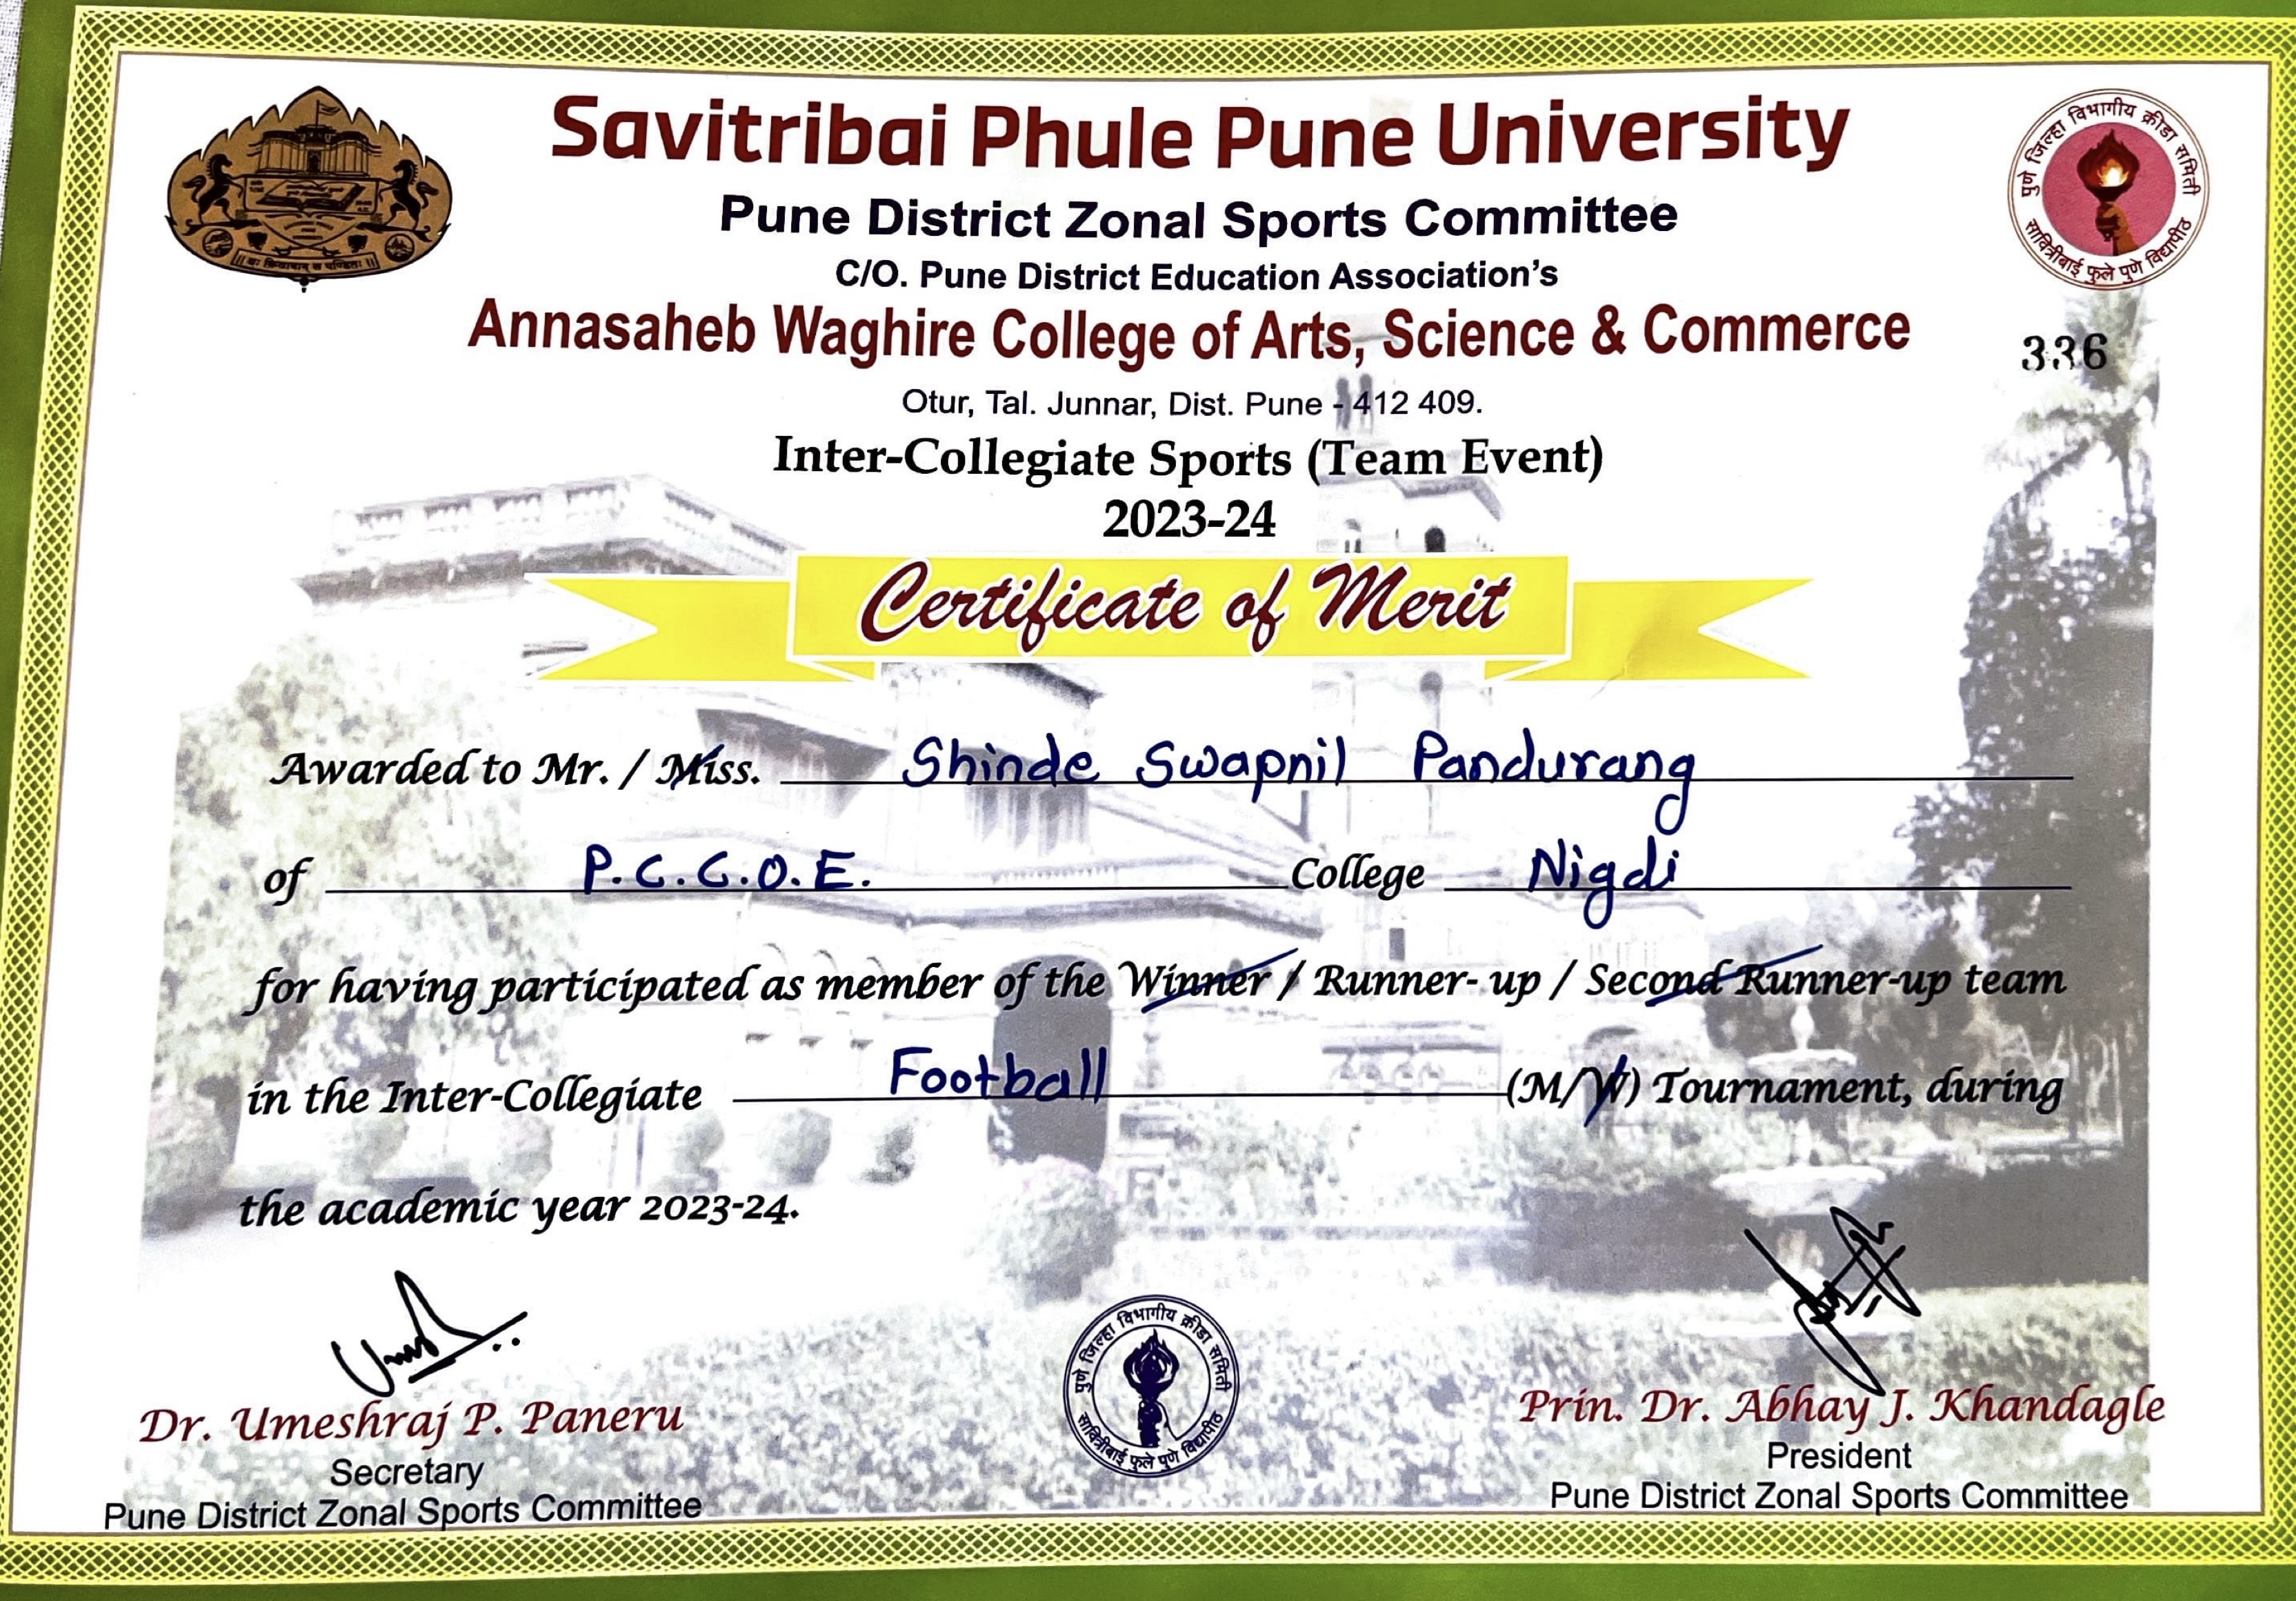 Savitribai Phule Pune University
Pune District Zonal Sports Committee
C/O. Pune District Education Association's
Annasaheb Waghire College of Arts, Science & Commerce
पुणे जिल्हा विभागीय क्रीडा समिती
सावित्रीबाई फुले पुणे विद्यापीठ
336
Otur, Tal. Junnar, Dist. Pune - 412 409.
Inter-Collegiate Sports (Team Event)
2023-24
Certificate of Merit
Awarded to Mr. / Miss. Shinde Swapnil Pandurang
of P.C.C.O.E. College Nigdi
for having participated as member of the Winner / Runner-up / Second Runner-up team
in the Inter-Collegiate Football (M/W) Tournament, during
the academic year 2023-24.
पुणे जिल्हा विभागीय क्रीडा समिती
सावित्रीबाई फुले पुणे विद्यापीठ
Dr. Umeshraj P. Paneru
Secretary
Pune District Zonal Sports Committee
Prin. Dr. Abhay J. Khandagle
President
Pune District Zonal Sports Committee